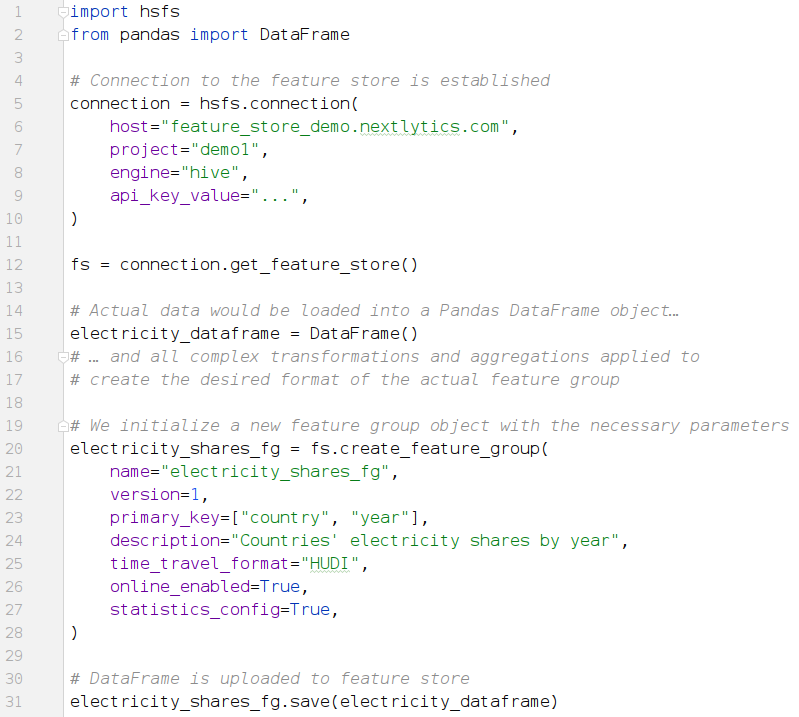 1 import hsfs
2 from pandas import DataFrame
3
4 # Connection to the feature store is established
5 connection = hsfs.connection(
6     host="feature_store_demo.nextlytics.com",
7     project="demo1",
8     engine="hive",
9     api_key_value="...",
10 )
11
12 fs = connection.get_feature_store()
13
14 # Actual data would be loaded into a Pandas DataFrame object…
15 electricity_dataframe = DataFrame()
16 # … and all complex transformations and aggregations applied to
17 # create the desired format of the actual feature group
18
19 # We initialize a new feature group object with the necessary parameters
20 electricity_shares_fg = fs.create_feature_group(
21     name="electricity_shares_fg",
22     version=1,
23     primary_key=["country", "year"],
24     description="Countries' electricity shares by year",
25     time_travel_format="HUDI",
26     online_enabled=True,
27     statistics_config=True,
28 )
29
30 # DataFrame is uploaded to feature store
31 electricity_shares_fg.save(electricity_dataframe)